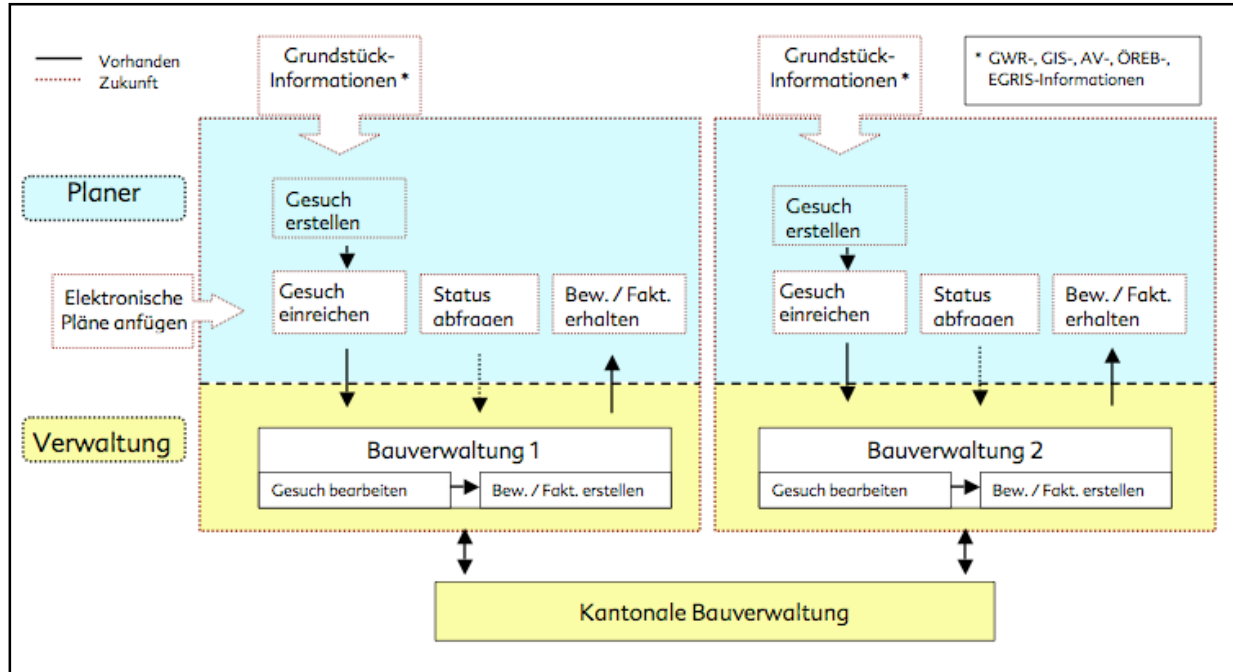 Vorhanden
Zukunft
Grundstück-
Informationen *
Grundstück-
Informationen *
* GWR-, GIS-, AV-, ÖREB-,
EGRIS-Informationen
Planer
Gesuch
erstellen
Gesuch
erstellen
Elektronische
Pläne anfügen
Gesuch
einreichen
Status
abfragen
Bew. / Fakt.
erhalten
Gesuch
einreichen
Status
abfragen
Bew. / Fakt.
erhalten
Verwaltung
Bauverwaltung 1
Gesuch bearbeiten
Bew. / Fakt. erstellen
Bauverwaltung 2
Gesuch bearbeiten
Bew. / Fakt. erstellen
Kantonale Bauverwaltung